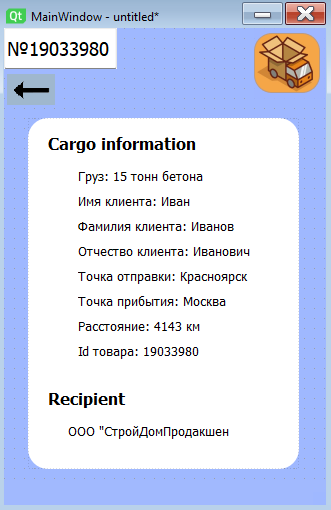 Qt MainWindow - untitled*
№19033980
Cargo information
Груз: 15 тонн бетона
Имя клиента: Иван
Фамилия клиента: Иванов
Отчество клиента: Иванович
Точка отправки: Красноярск
Точка прибытия: Москва
Расстояние: 4143 км
Id товара: 19033980
Recipient
ООО "СтройДомПродакшен